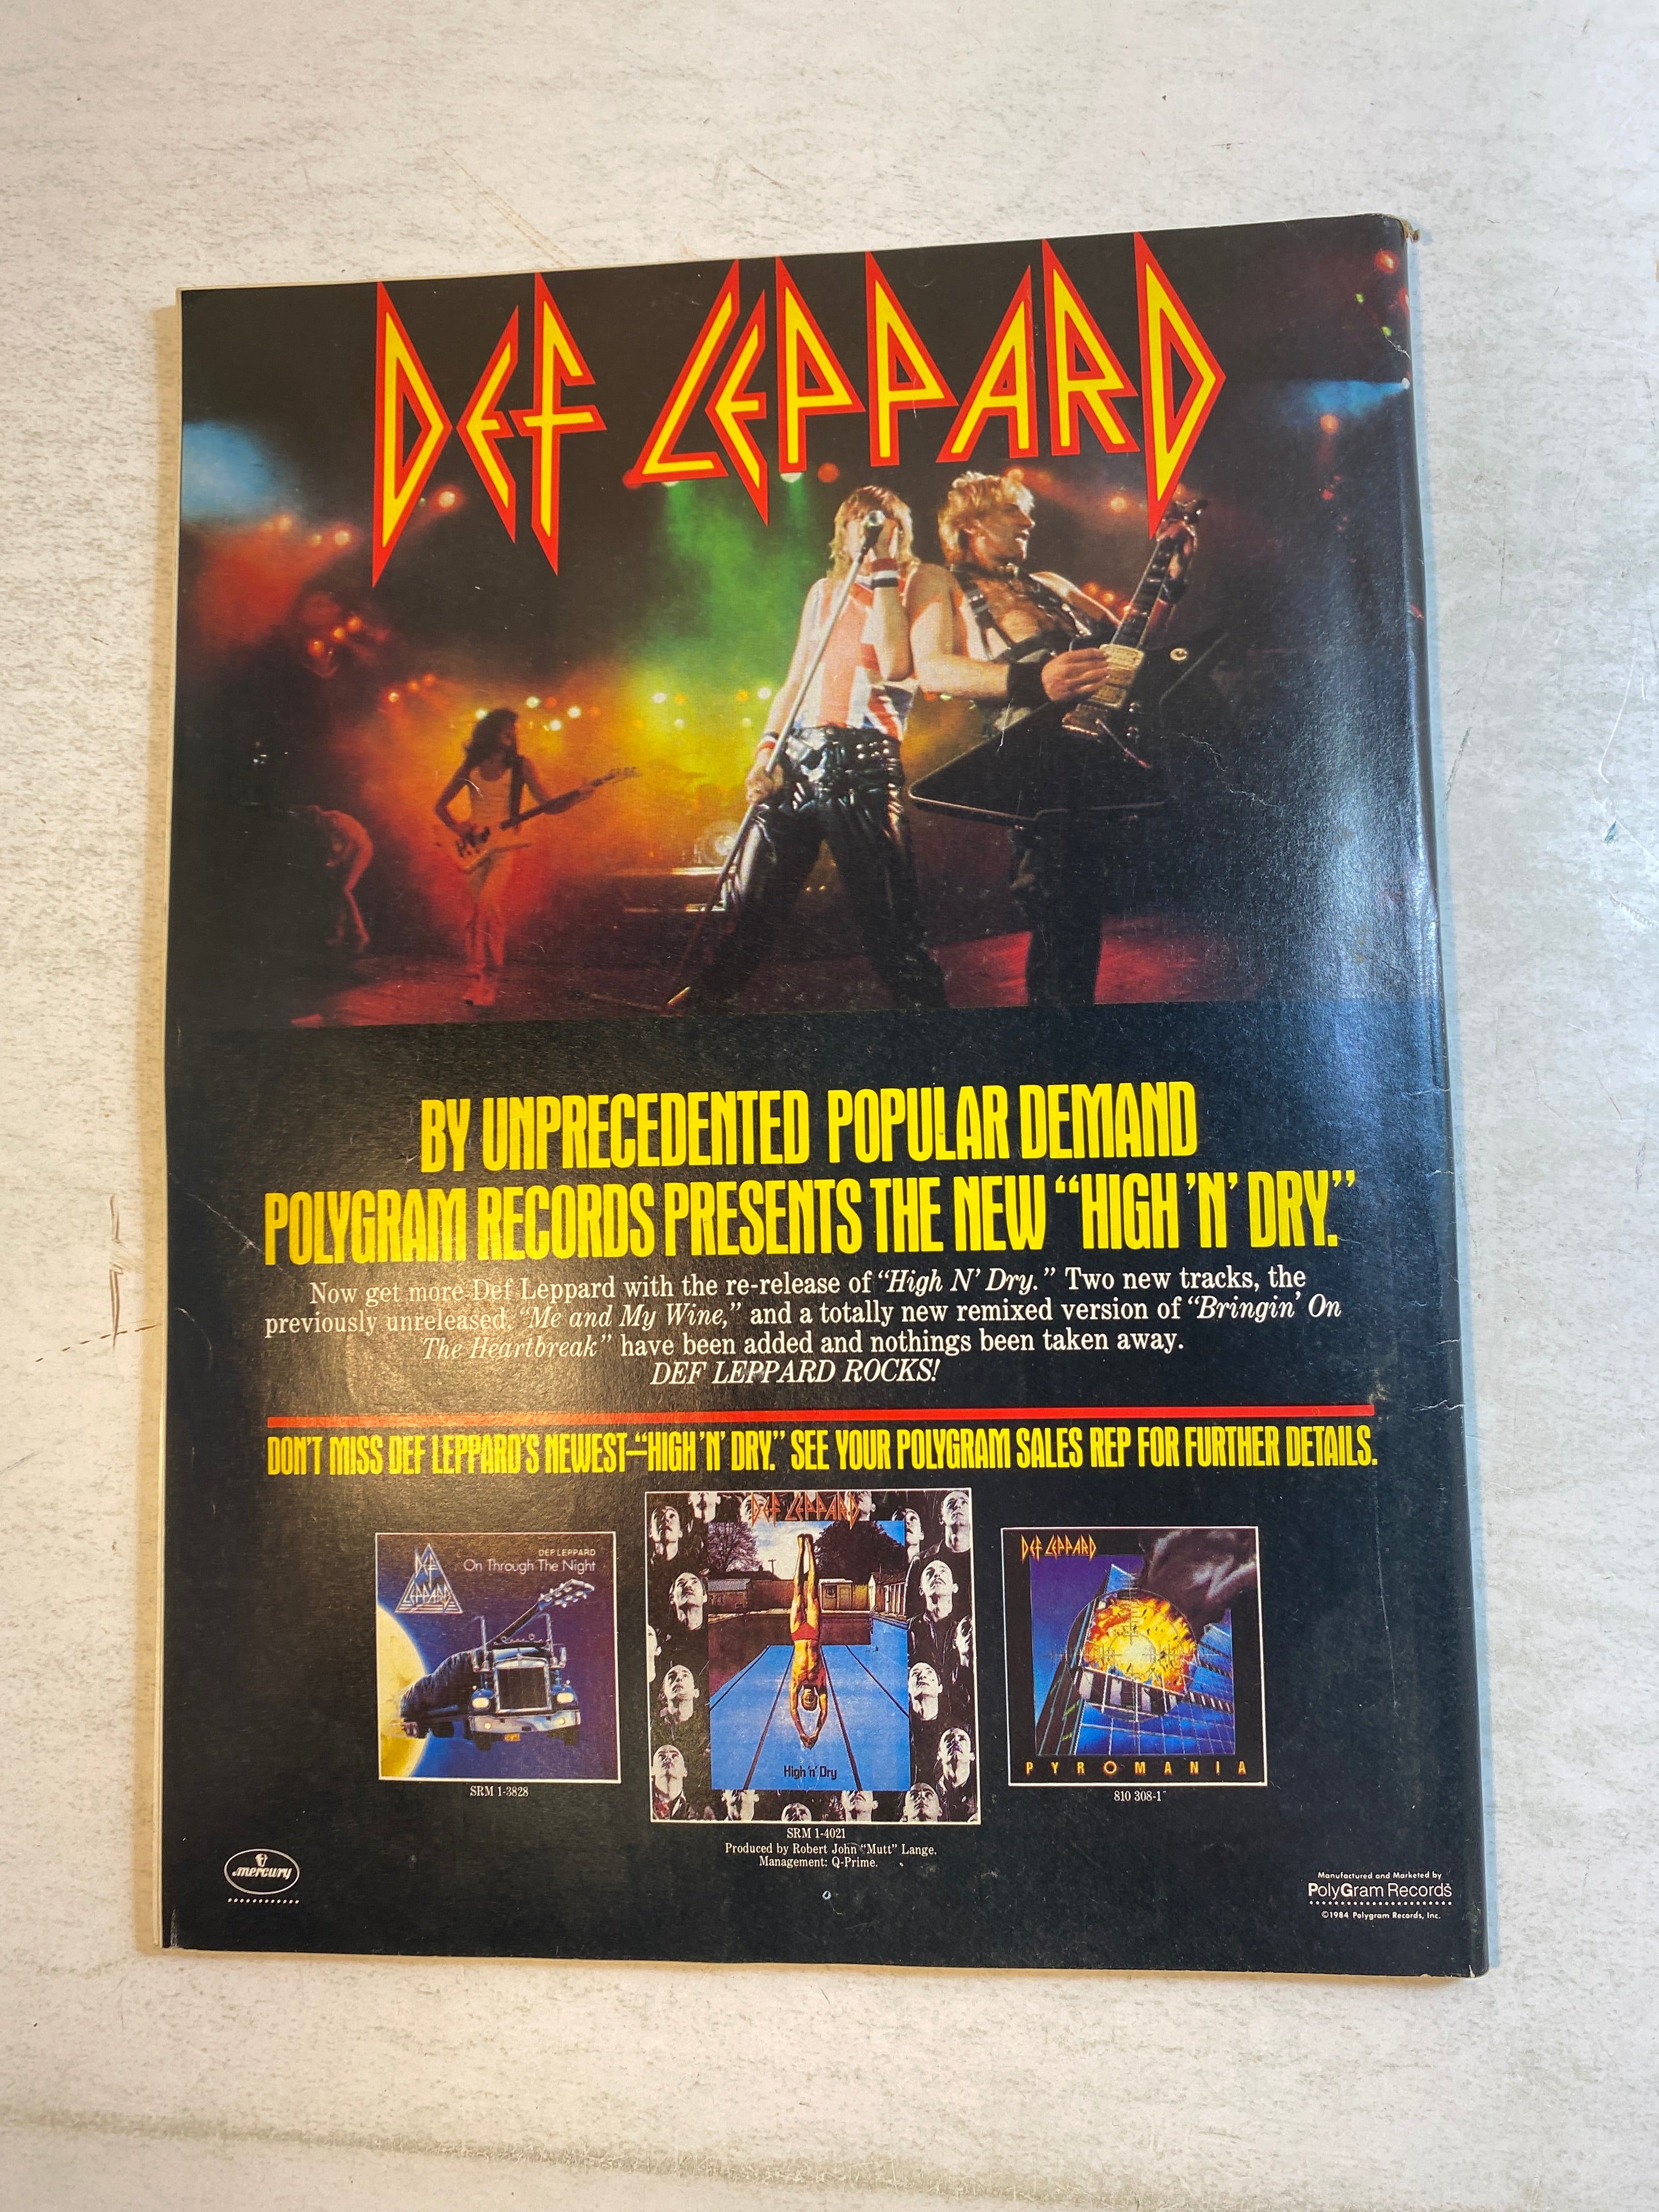 DEF LEPPARD
BY UNPRECEDENTED POPULAR DEMAND
POLYGRAM RECORDS PRESENTS THE NEW “HIGH ’N’ DRY.”
Now get more Def Leppard with the re-release of “High N’ Dry.” Two new tracks, the
previously unreleased, “Me and My Wine,” and a totally new remixed version of “Bringin’ On
The Heartbreak” have been added and nothings been taken away.
DEF LEPPARD ROCKS!
DON’T MISS DEF LEPPARD’S NEWEST—“HIGH ’N’ DRY.” SEE YOUR POLYGRAM SALES REP FOR FURTHER DETAILS.
DEF LEPPARD
DEF LEPPARD
On Through The Night
SRM 1-3828
DEF LEPPARD
High 'n' Dry
SRM 1-4021
Produced by Robert John “Mutt” Lange.
Management: Q-Prime.
DEF LEPPARD
PYROMANIA
810 308-1
mercury
Manufactured and Marketed by
PolyGram Records
©1984 Polygram Records, Inc.